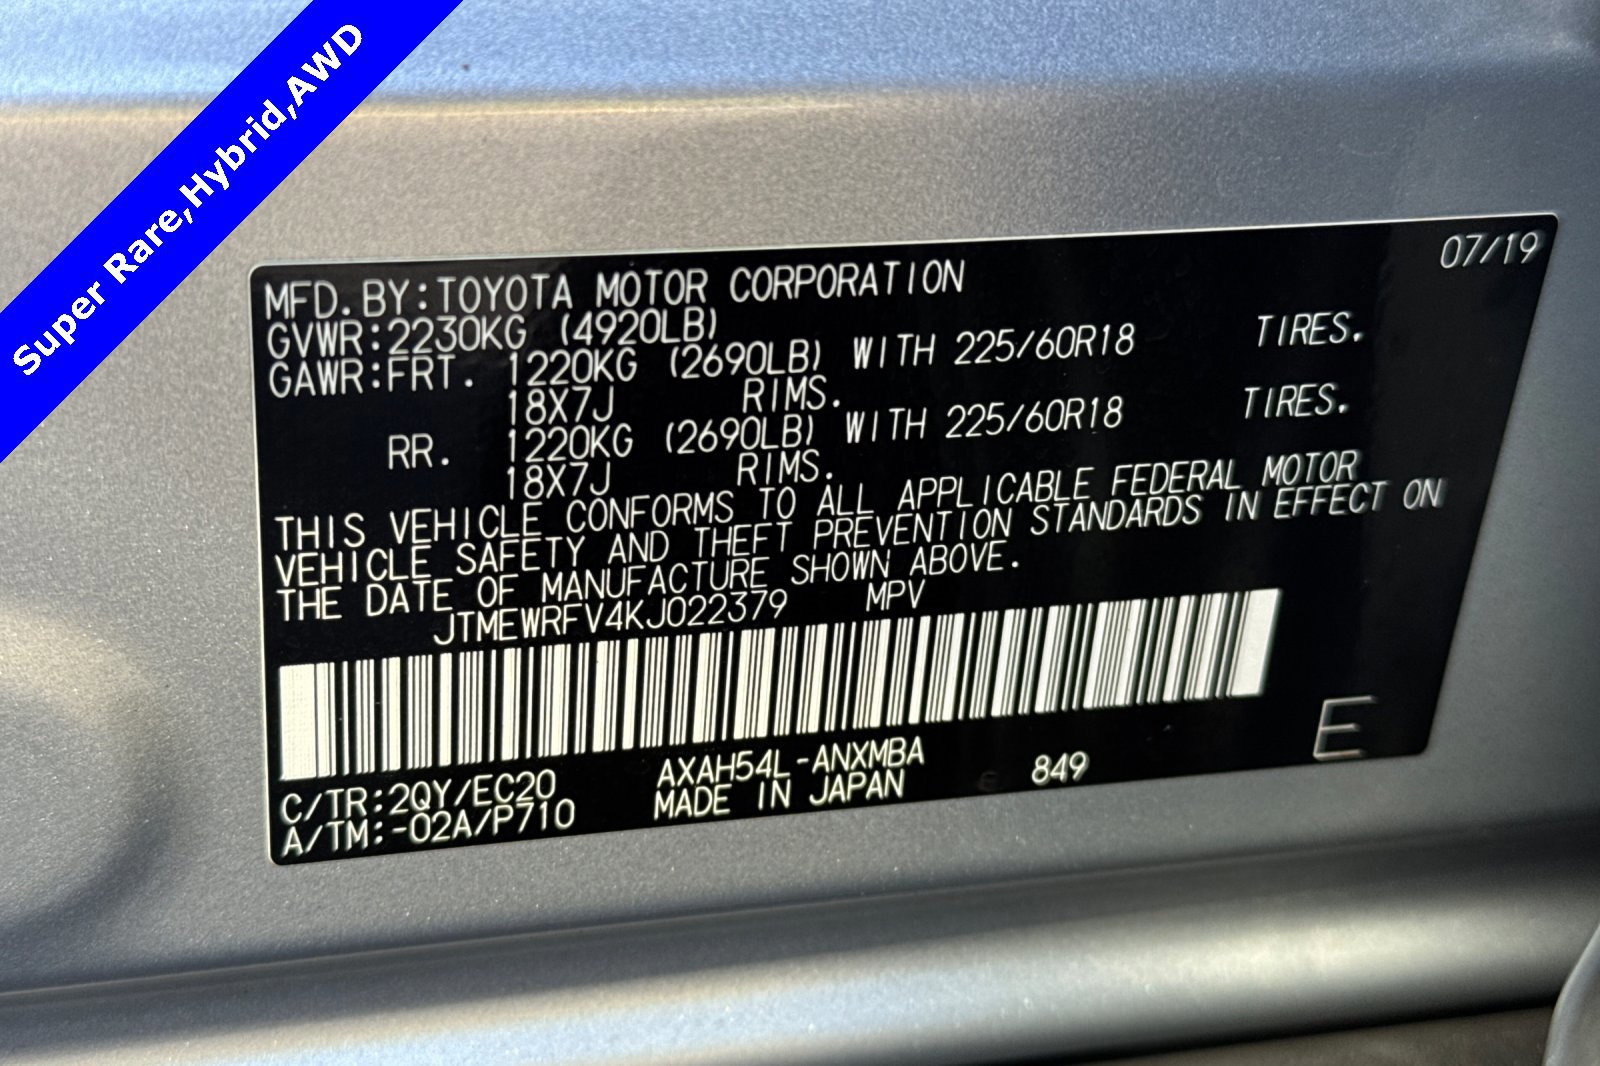 Super Rare,Hybrid,AWD
07/19
MFD.BY:TOYOTA MOTOR CORPORATION
GVWR:2230KG (4920LB)
GAWR:FRT. 1220KG (2690LB) WITH 225/60R18 TIRES.
18X7J RIMS.
RR. 1220KG (2690LB) WITH 225/60R18 TIRES.
18X7J RIMS.
THIS VEHICLE CONFORMS TO ALL APPLICABLE FEDERAL MOTOR
VEHICLE SAFETY AND THEFT PREVENTION STANDARDS IN EFFECT ON
THE DATE OF MANUFACTURE SHOWN ABOVE.
JTMEWRFV4KJ022379 MPV
E
C/TR:2QY/EC20 AXAH54L-ANXMBA 849
A/TM:-02A/P710 MADE IN JAPAN